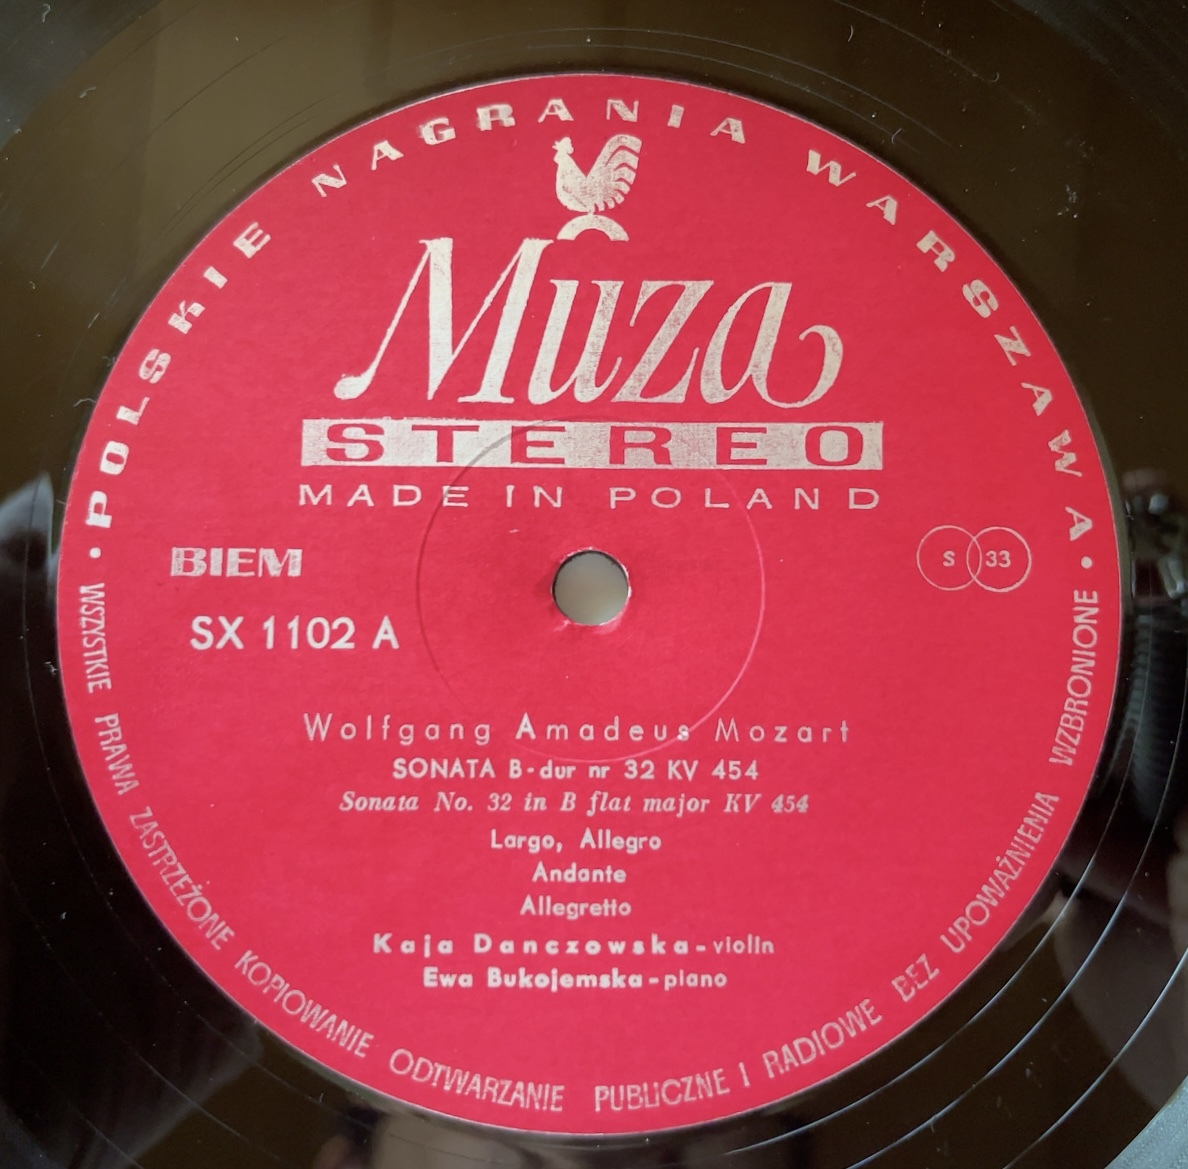 • POLSKIE NAGRANIA WARSZAWA •
Muza
STEREO
MADE IN POLAND
BIEM
S 33
SX 1102 A
Wolfgang Amadeus Mozart
SONATA B-dur nr 32 KV 454
Sonata No. 32 in B flat major KV 454
Largo, Allegro
Andante
Allegretto
Kaja Danczowska - violin
Ewa Bukojemska - piano
WSZYSTKIE PRAWA ZASTRZEŻONE KOPIOWANIE ODTWARZANIE PUBLICZNE I RADIOWE BEZ UPOWAŻNIENIA WZBRONIONE